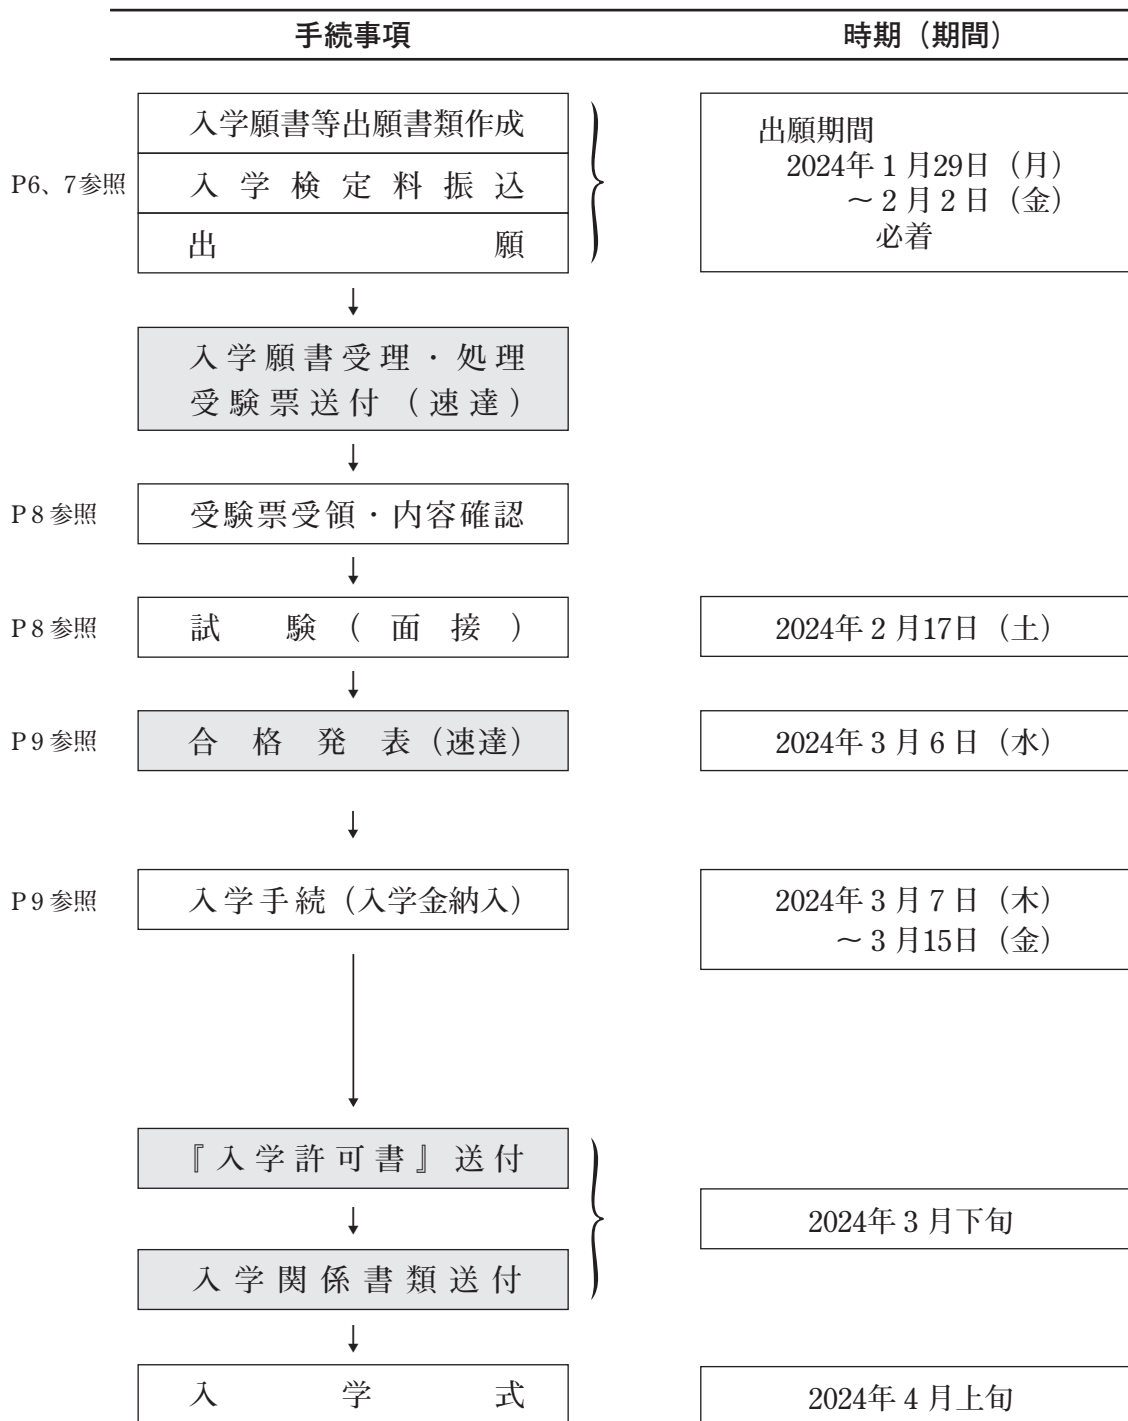 手続事項 時期（期間）
入学願書等出願書類作成
P6、7参照 入学検定料振込
出願
出願期間
2024年1月29日（月）
～2月2日（金）
必着
入学願書受理・処理
受験票送付（速達）
P8参照 受験票受領・内容確認
P8参照 試験（面接） 2024年2月17日（土）
P9参照 合格発表（速達） 2024年3月6日（水）
P9参照 入学手続（入学金納入） 2024年3月7日（木）
～3月15日（金）
『入学許可書』送付
2024年3月下旬
入学関係書類送付
入学式 2024年4月上旬